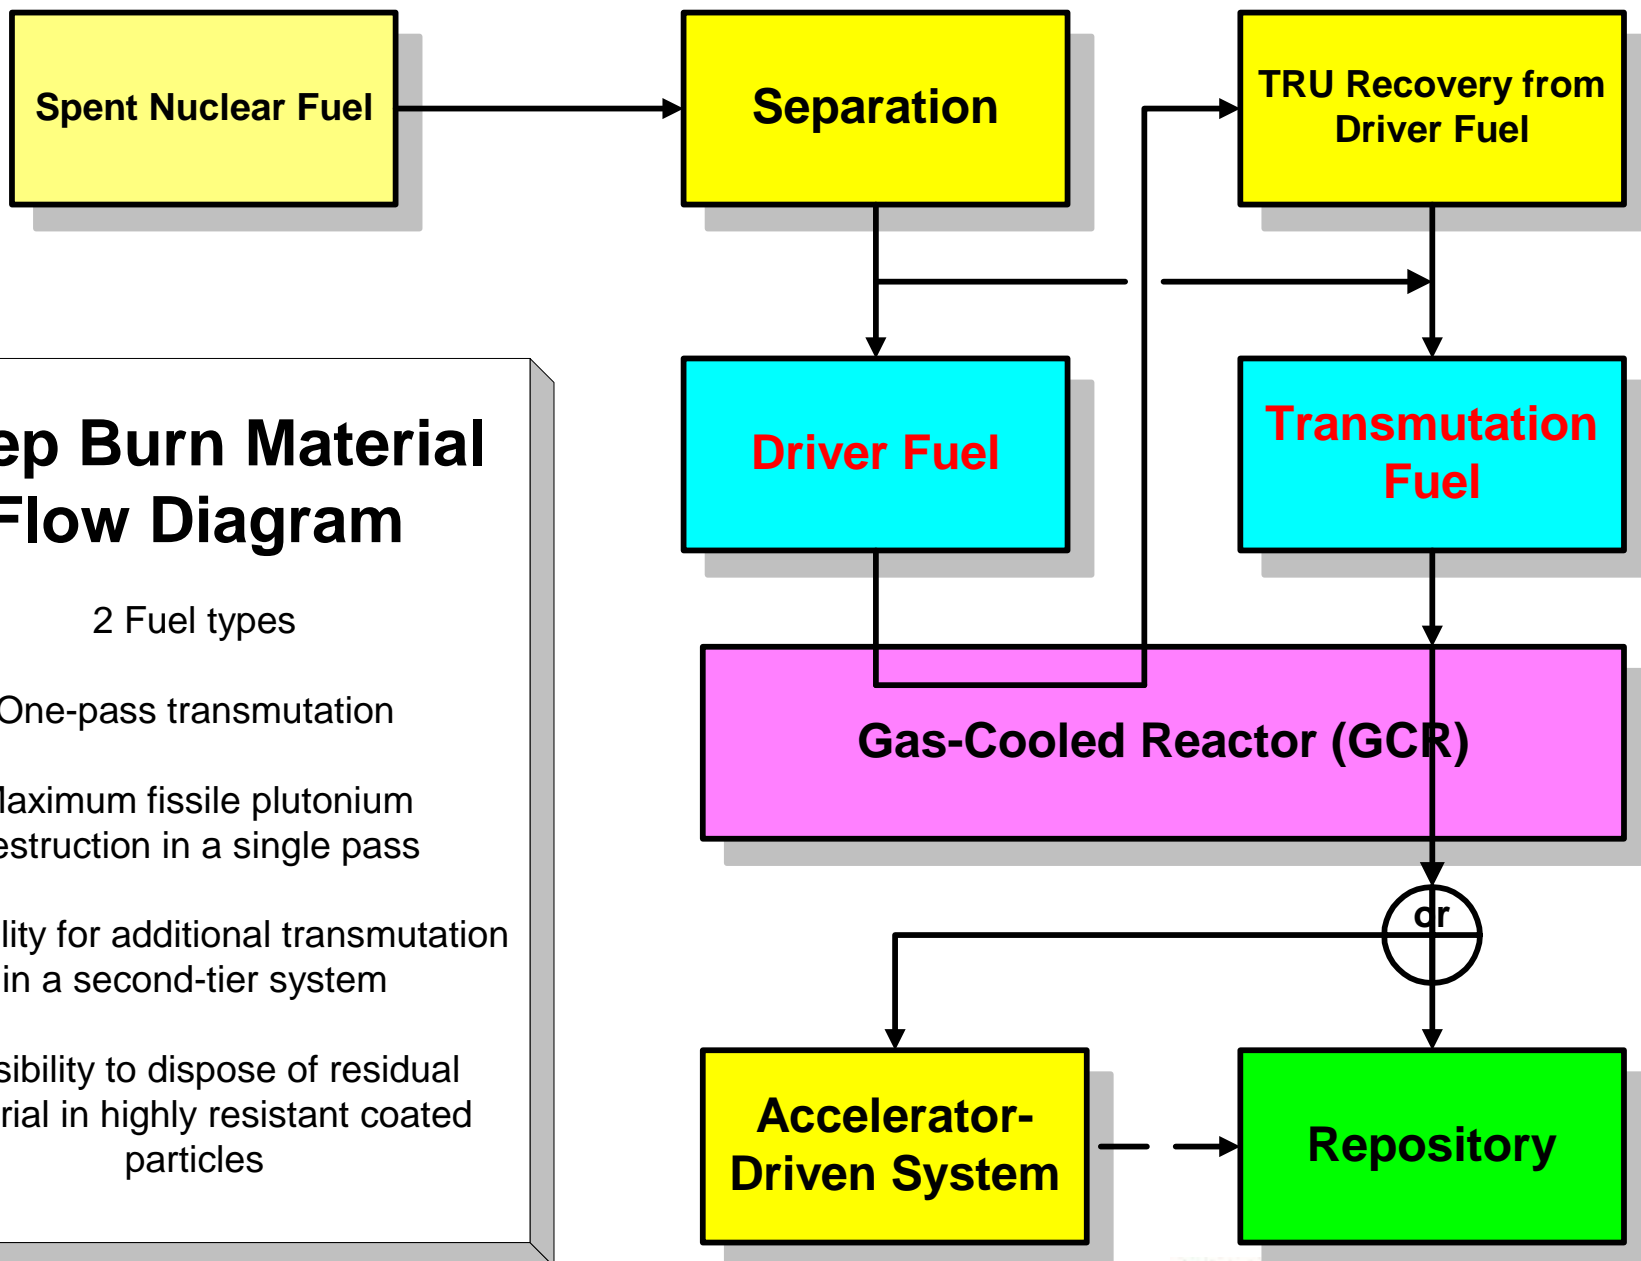 Spent Nuclear Fuel
Separation
TRU Recovery from
Driver Fuel
Driver Fuel
Transmutation
Fuel
ep Burn Material
Flow Diagram
2 Fuel types
One-pass transmutation
Maximum fissile plutonium
estruction in a single pass
lity for additional transmutation
in a second-tier system
sibility to dispose of residual
rial in highly resistant coated
particles
Gas-Cooled Reactor (GCR)
or
Accelerator-
Driven System
Repository